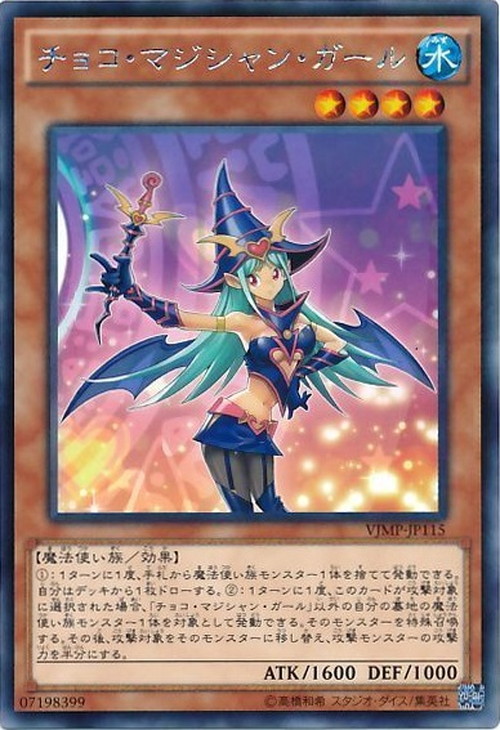 チョコ・マジシャン・ガール
水
VJMP-JP115
【魔法使い族／効果】
①：1ターンに1度、手札から魔法使い族モンスター1体を捨てて発動できる。
自分はデッキから1枚ドローする。②：1ターンに1度、このカードが攻撃対象
に選択された場合、「チョコ・マジシャン・ガール」以外の自分の墓地の魔法
使い族モンスター1体を対象として発動できる。そのモンスターを特殊召喚
する。その後、攻撃対象をそのモンスターに移し替え、攻撃モンスターの攻撃
力を半分にする。
ATK/1600 DEF/1000
07198399
©高橋和希 スタジオ・ダイス/集英社